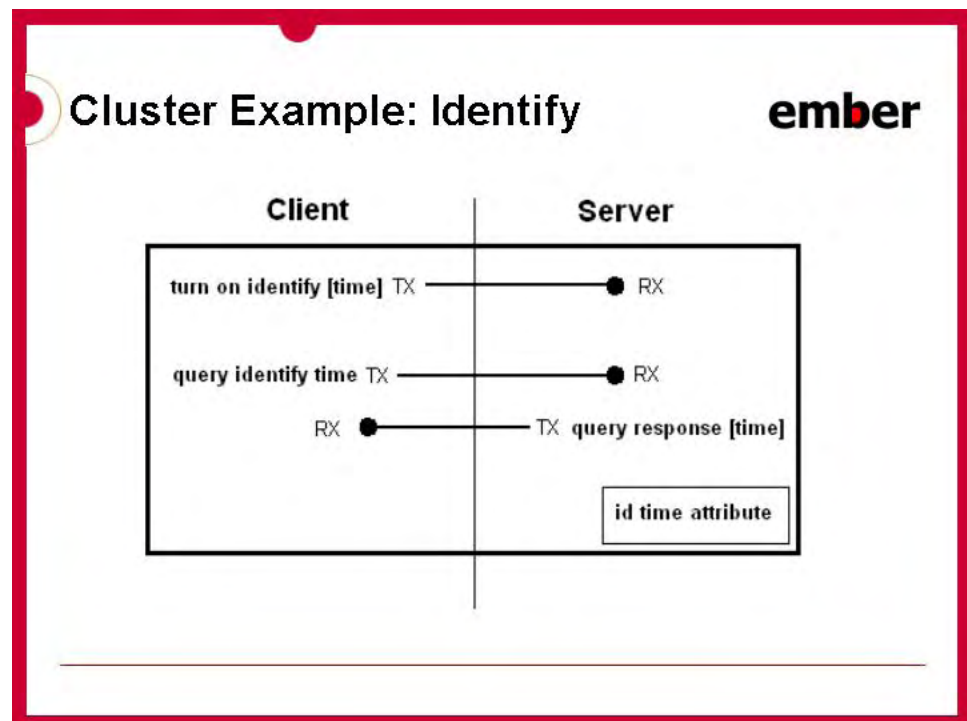 Cluster Example: Identify
ember
Client
Server
turn on identify [time] TX
RX
query identify time TX
RX
RX
TX query response [time]
id time attribute